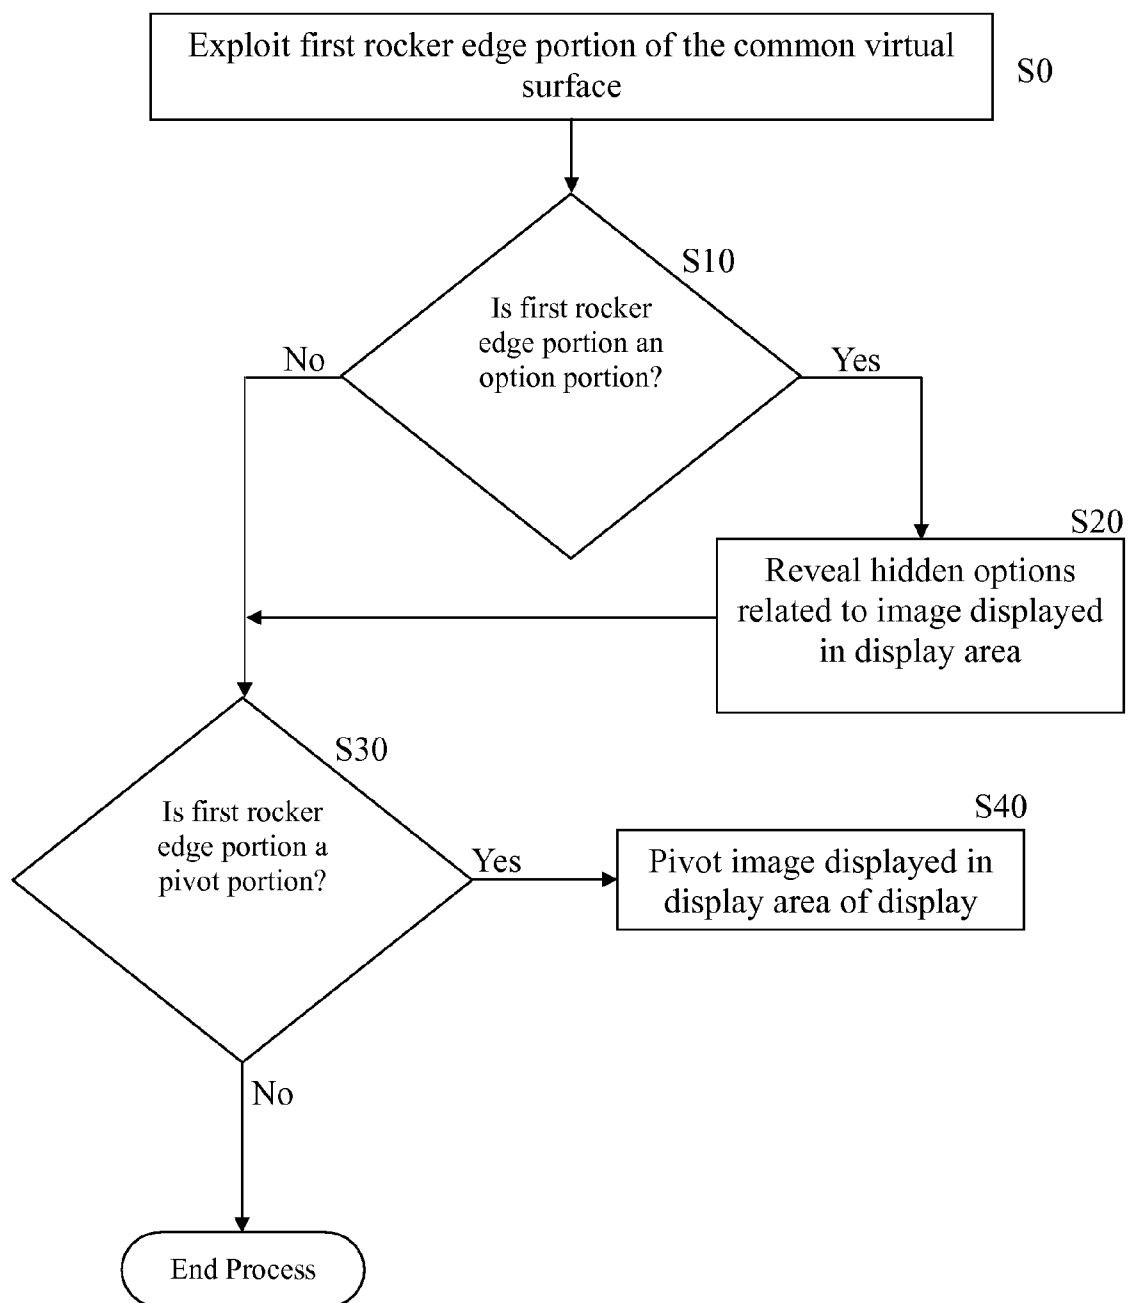 Exploit first rocker edge portion of the common virtual
surface
S0
S10
Is first rocker
edge portion an
option portion?
No
Yes
S20
Reveal hidden options
related to image displayed
in display area
S30
Is first rocker
edge portion a
pivot portion?
Yes
S40
Pivot image displayed in
display area of display
No
End Process